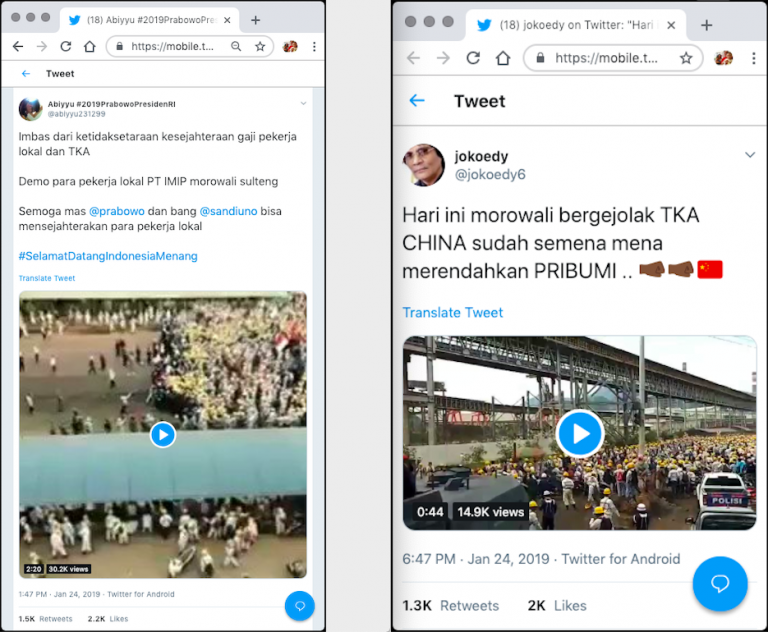 (18) Abiyyu #2019PrabowoPres
https://mobile.t...
Tweet
Abiyyu #2019PrabowoPresidenRI
@abiyyu231299
Imbas dari ketidaksetaraan kesejahteraan gaji pekerja
lokal dan TKA
Demo para pekerja lokal PT IMIP morowali sulteng
Semoga mas @prabowo dan bang @sandiuno bisa
mensejahterakan para pekerja lokal
#SelamatDatangIndonesiaMenang
Translate Tweet
2:20 30.2K views
1:47 PM · Jan 24, 2019 · Twitter for Android
1.5K Retweets 2.2K Likes
(18) jokoedy on Twitter: "Hari
https://mobile.t...
Tweet
jokoedy
@jokoedy6
Hari ini morowali bergejolak TKA
CHINA sudah semena mena
merendahkan PRIBUMI .. 🤜🏾🤜🏾🇨🇳
Translate Tweet
POLISI
0:44 14.9K views
6:47 PM · Jan 24, 2019 · Twitter for Android
1.3K Retweets 2K Likes